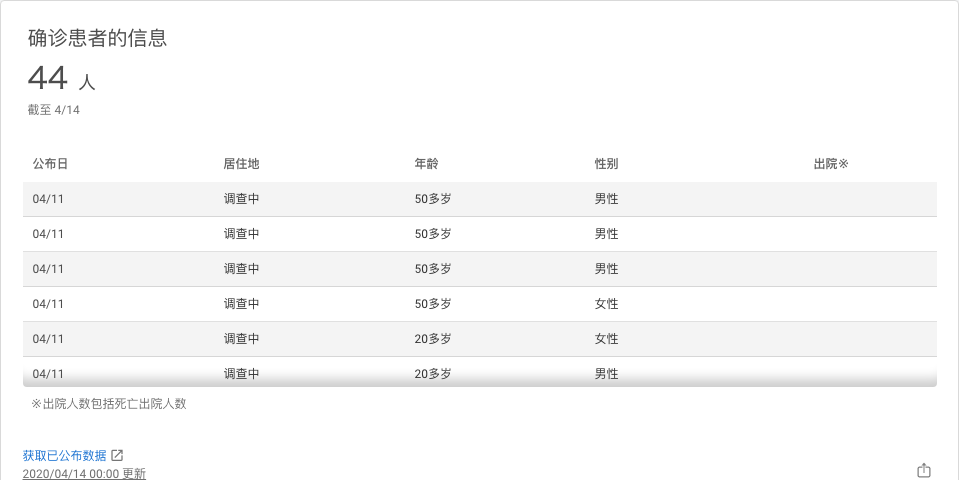 确诊患者的信息
44 人
截至 4/14
公布日 居住地 年龄 性别 出院※
04/11 调查中 50多岁 男性
04/11 调查中 50多岁 男性
04/11 调查中 50多岁 男性
04/11 调查中 50多岁 女性
04/11 调查中 20多岁 女性
04/11 调查中 20多岁 男性
※出院人数包括死亡出院人数
获取已公布数据
2020/04/14 00:00 更新